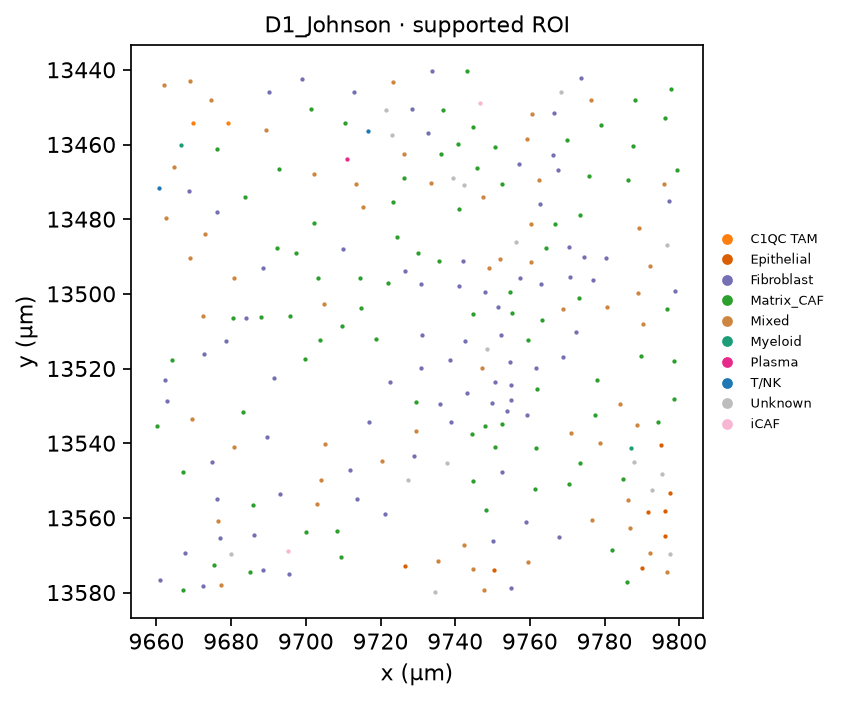 D1_Johnson · supported ROI
13440
13460
13480
13500
13520
13540
13560
13580
y (μm)
9660 9680 9700 9720 9740 9760 9780 9800
x (μm)
C1QC TAM
Epithelial
Fibroblast
Matrix_CAF
Mixed
Myeloid
Plasma
T/NK
Unknown
iCAF